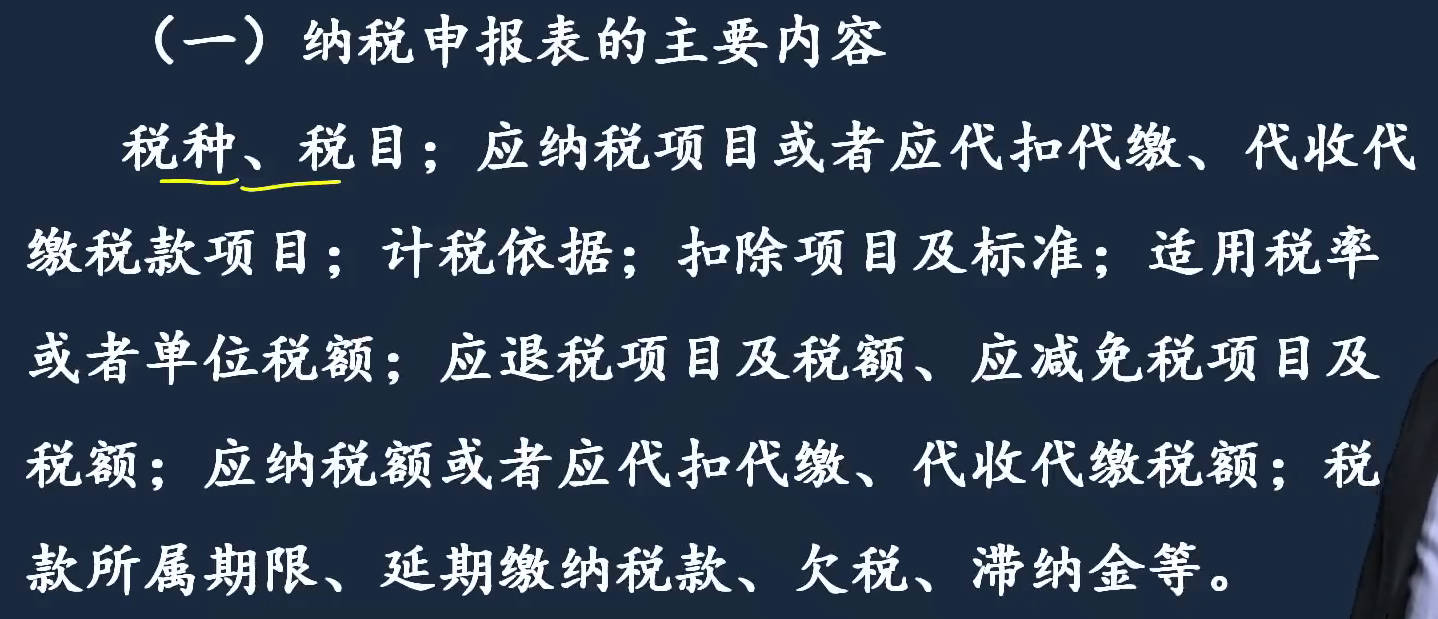 （一）纳税申报表的主要内容
税种、税目；应纳税项目或者应代扣代缴、代收代
缴税款项目；计税依据；扣除项目及标准；适用税率
或者单位税额；应退税项目及税额、应减免税项目及
税额；应纳税额或者应代扣代缴、代收代缴税额；税
款所属期限、延期缴纳税款、欠税、滞纳金等。